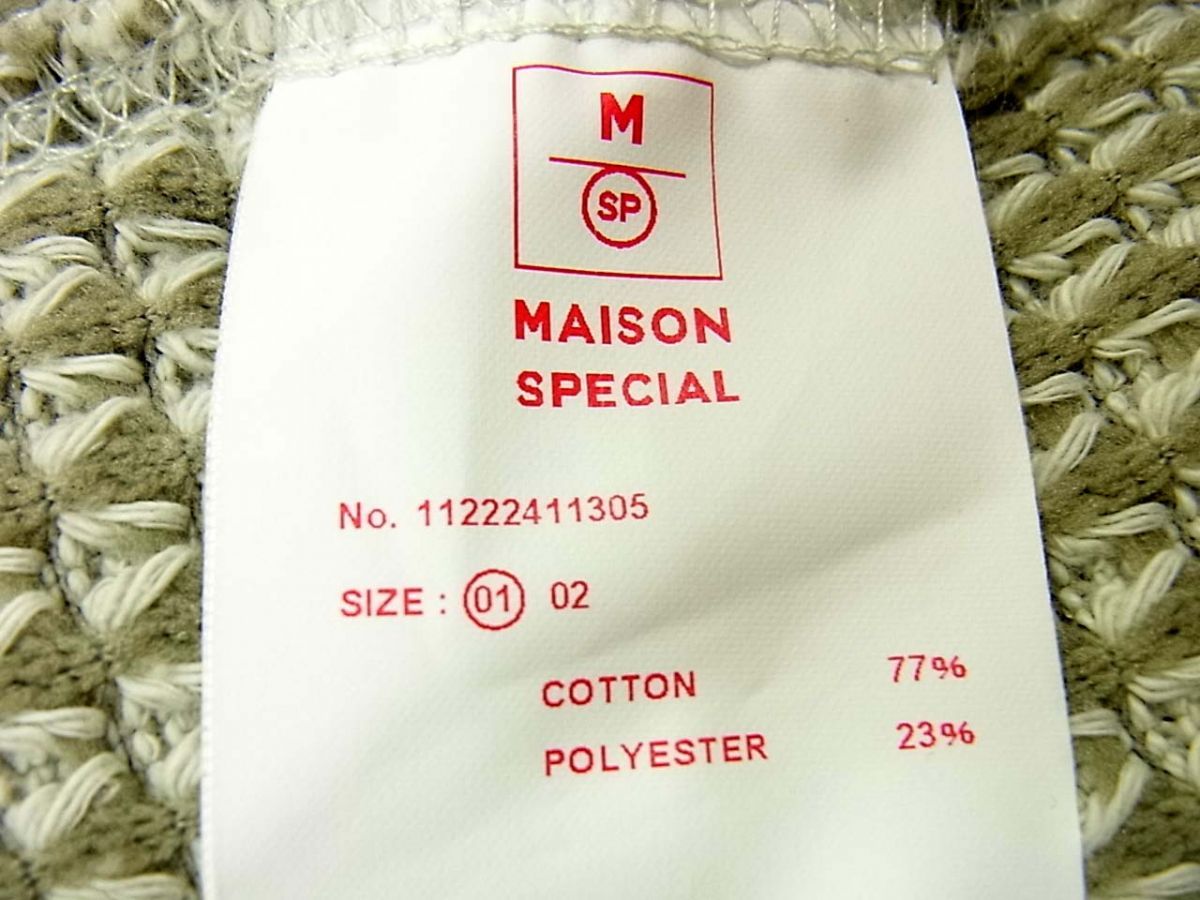 M
SP
MAISON
SPECIAL
No. 11222411305
SIZE : 01 02
COTTON 77%
POLYESTER 23%